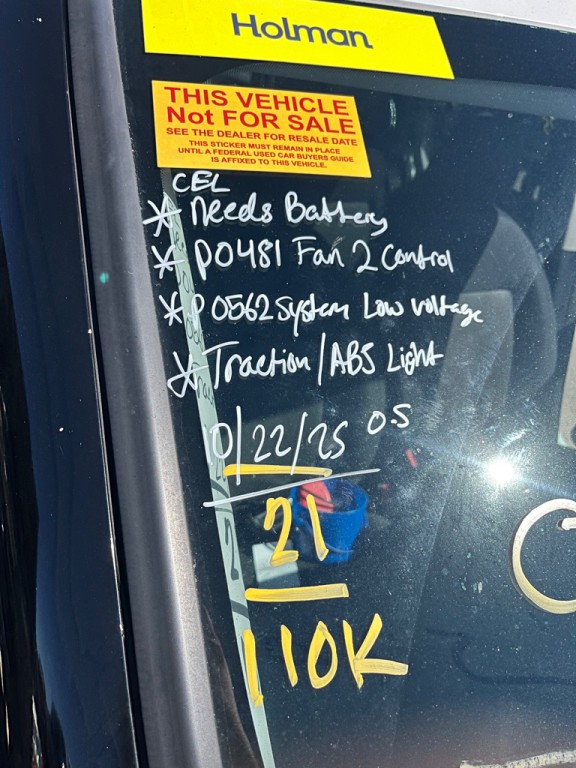 Holman
THIS VEHICLE
Not FOR SALE
SEE THE DEALER FOR RESALE DATE
THIS STICKER MUST REMAIN IN PLACE
UNTIL A FEDERAL USED CAR BUYERS GUIDE
IS AFFIXED TO THIS VEHICLE.
CEL
* Needs Battery
* P0481 Fan 2 Control
* P0562 System Low voltage
* Traction/ABS Light
10/22/25 0.5
21
110K